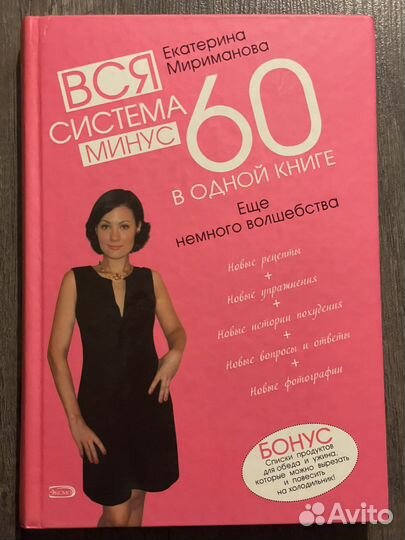 Екатерина
Мириманова
ВСЯ
СИСТЕМА
МИНУС
60
В ОДНОЙ КНИГЕ
Еще
немного волшебства
Новые рецепты
+
Новые упражнения
+
Новые истории похудения
+
Новые вопросы и ответы
+
Новые фотографии
БОНУС
Списки продуктов
для обеда и ужина,
которые можно вырезать
и повесить
на холодильник!
ЭКСМО
Avito